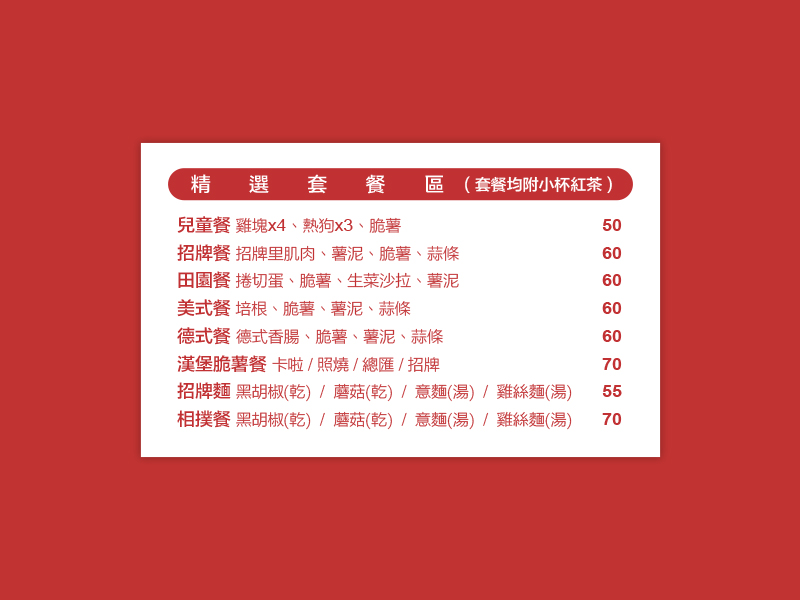 精選套餐區（套餐均附小杯紅茶）
兒童餐 雞塊x4、熱狗x3、脆薯 50
招牌餐 招牌里肌肉、薯泥、脆薯、蒜條 60
田園餐 捲切蛋、脆薯、生菜沙拉、薯泥 60
美式餐 培根、脆薯、薯泥、蒜條 60
德式餐 德式香腸、脆薯、薯泥、蒜條 60
漢堡脆薯餐 卡啦 / 照燒 / 總匯 / 招牌 70
招牌麵 黑胡椒(乾) / 蘑菇(乾) / 意麵(湯) / 雞絲麵(湯) 55
相撲餐 黑胡椒(乾) / 蘑菇(乾) / 意麵(湯) / 雞絲麵(湯) 70